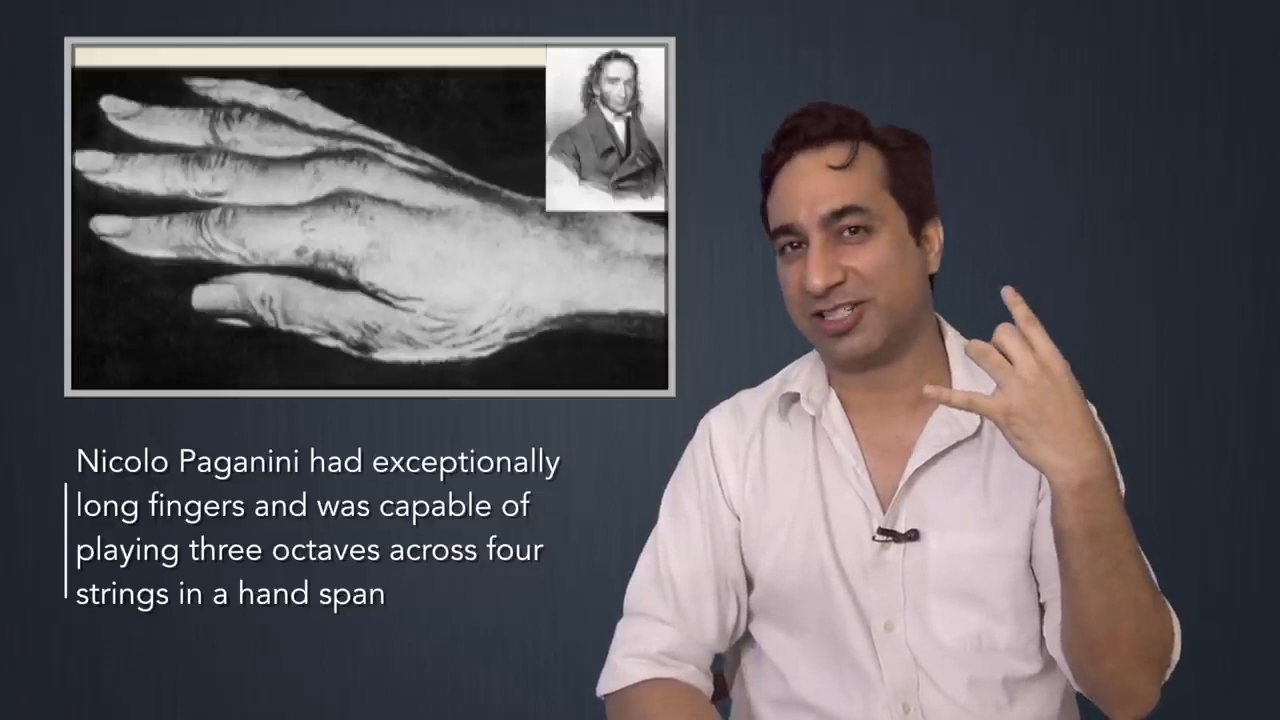 Nicolo Paganini had exceptionally
long fingers and was capable of
playing three octaves across four
strings in a hand span